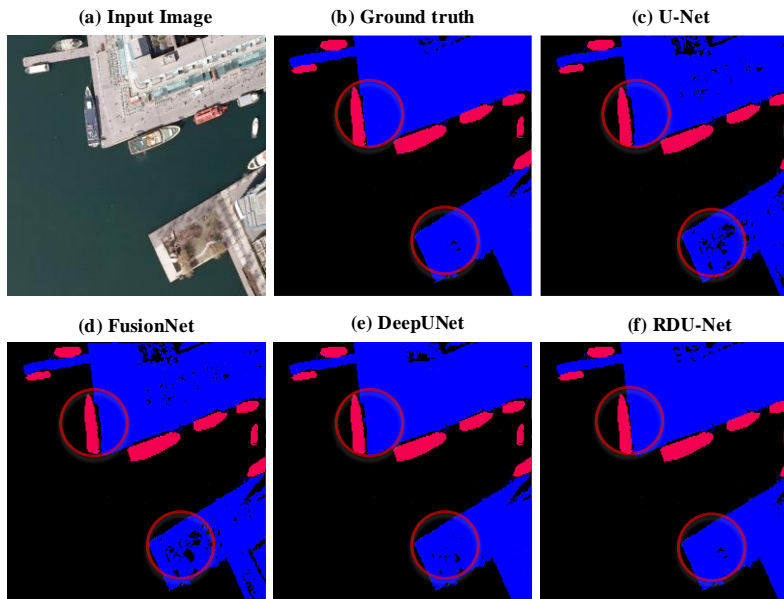 (a) Input Image
(b) Ground truth
(c) U-Net
(d) FusionNet
(e) DeepUNet
(f) RDU-Net